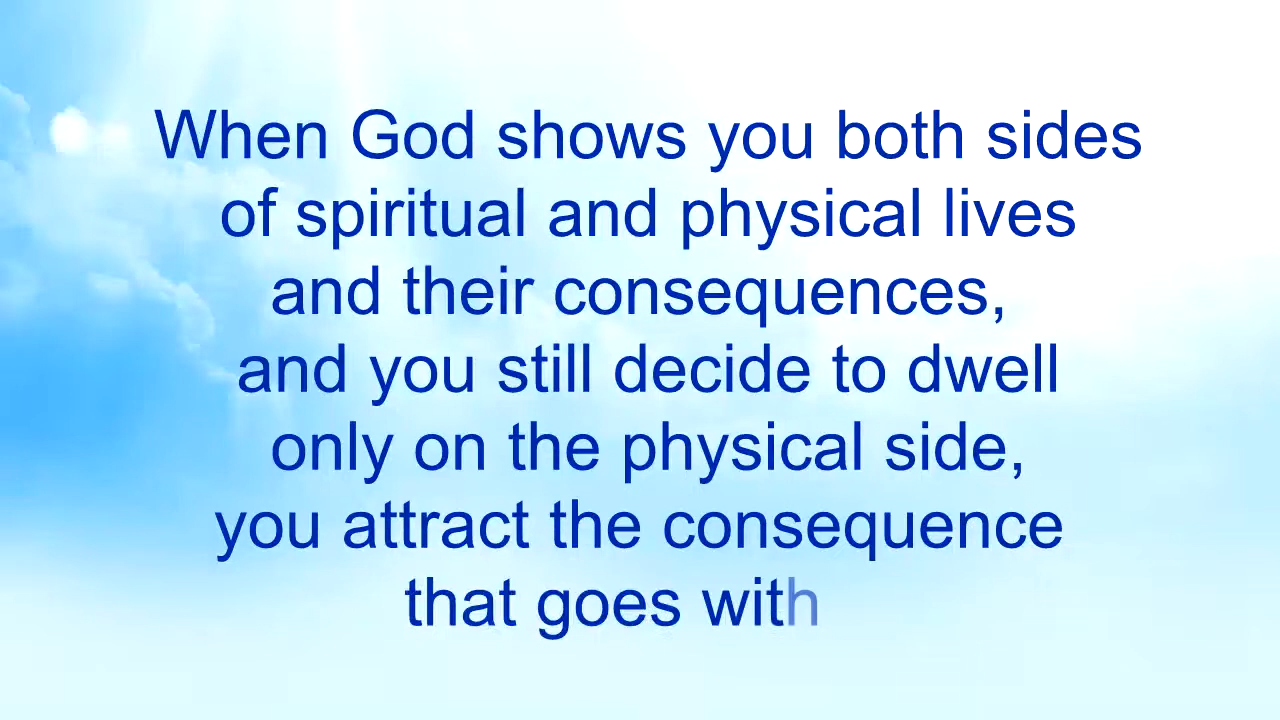 When God shows you both sides
of spiritual and physical lives
and their consequences,
and you still decide to dwell
only on the physical side,
you attract the consequence
that goes with